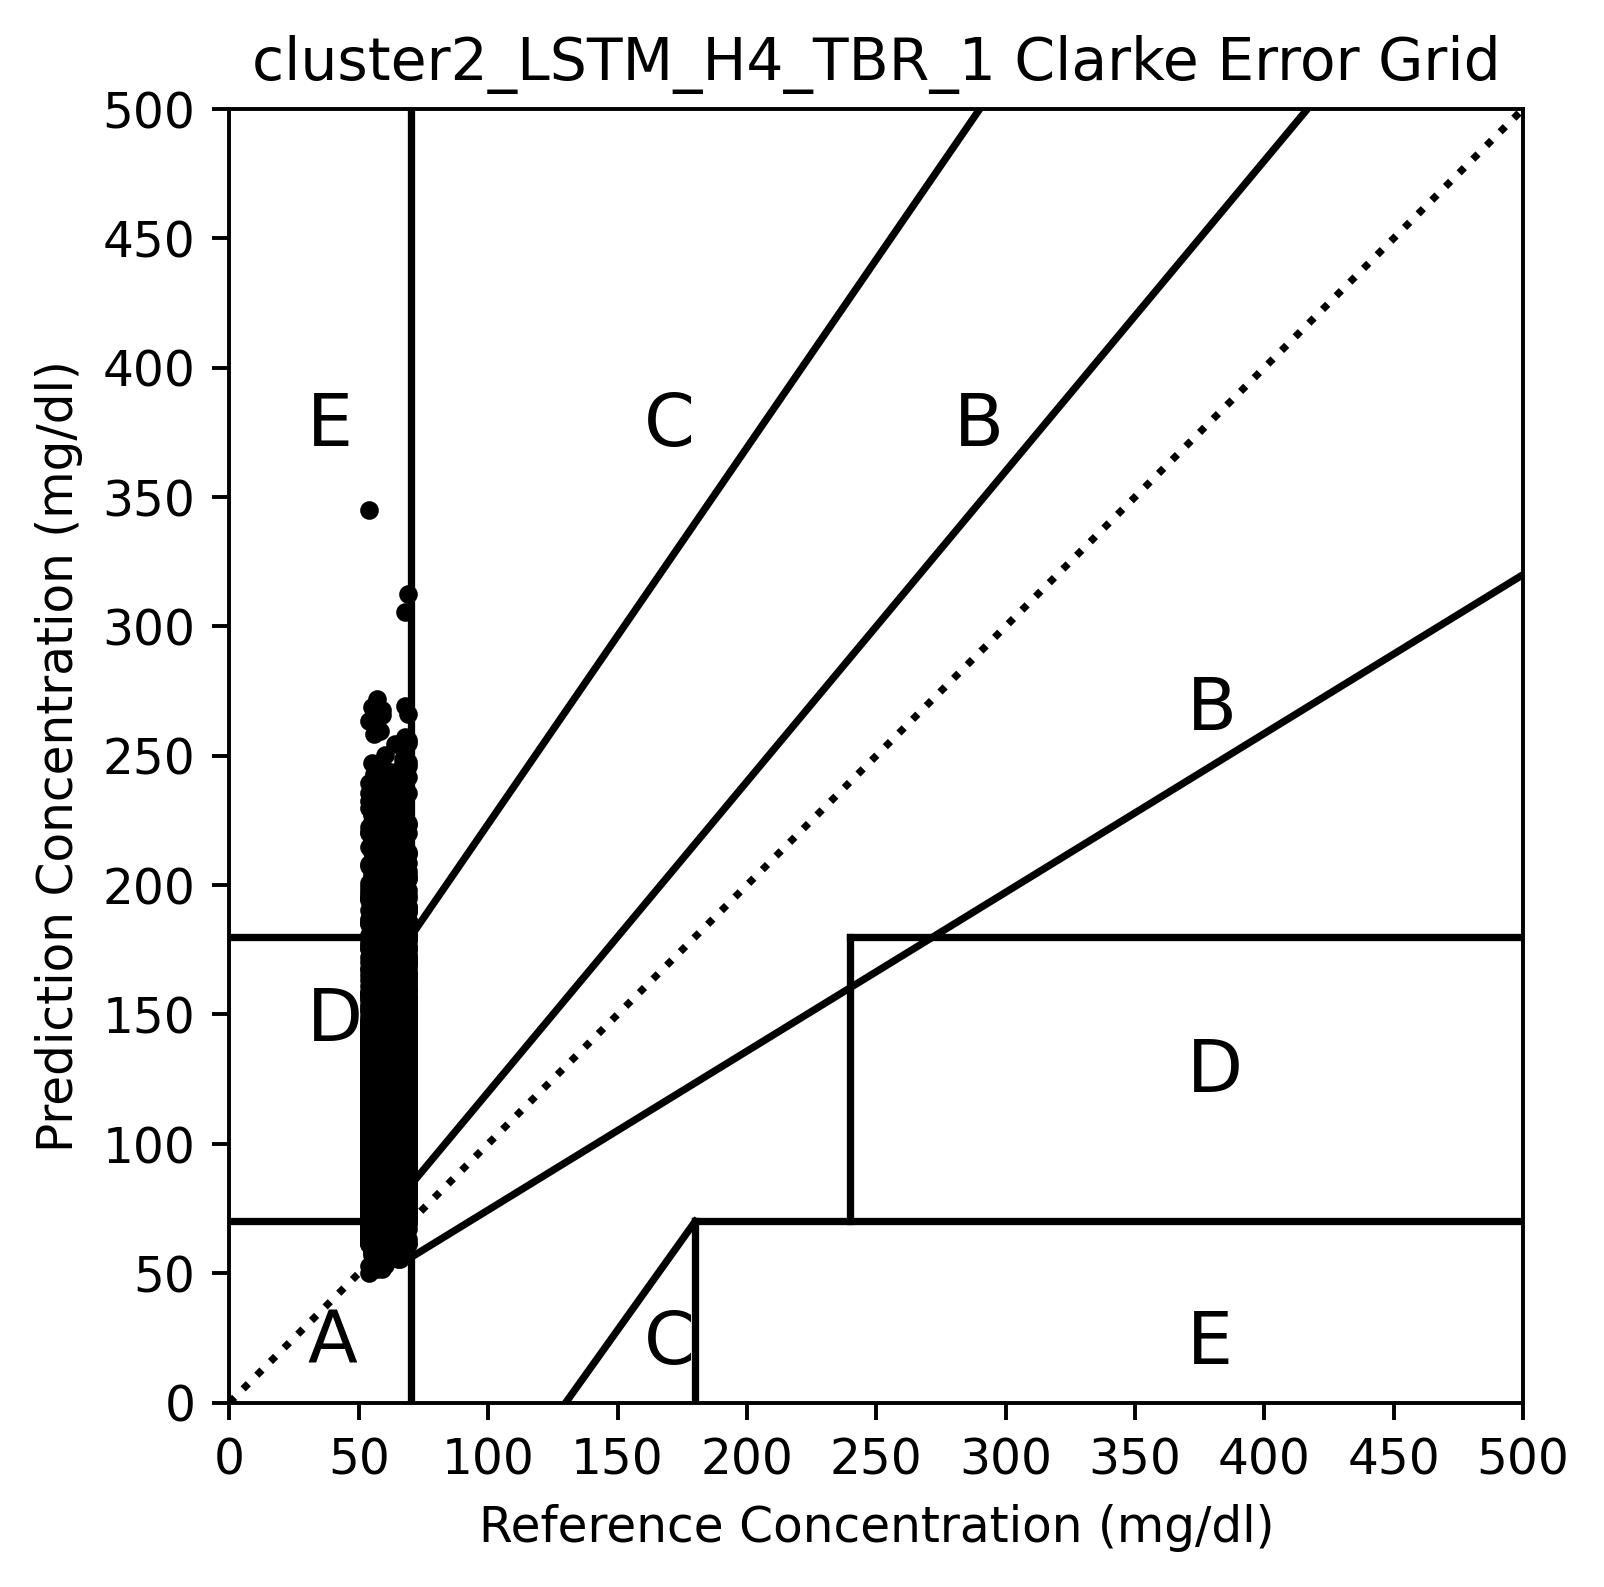 cluster2_LSTM_H4_TBR_1 Clarke Error Grid
Prediction Concentration (mg/dl)
500
450
400
350
300
250
200
150
100
50
0
E
C
B
B
D
D
A
C
E
0 50 100 150 200 250 300 350 400 450 500
Reference Concentration (mg/dl)